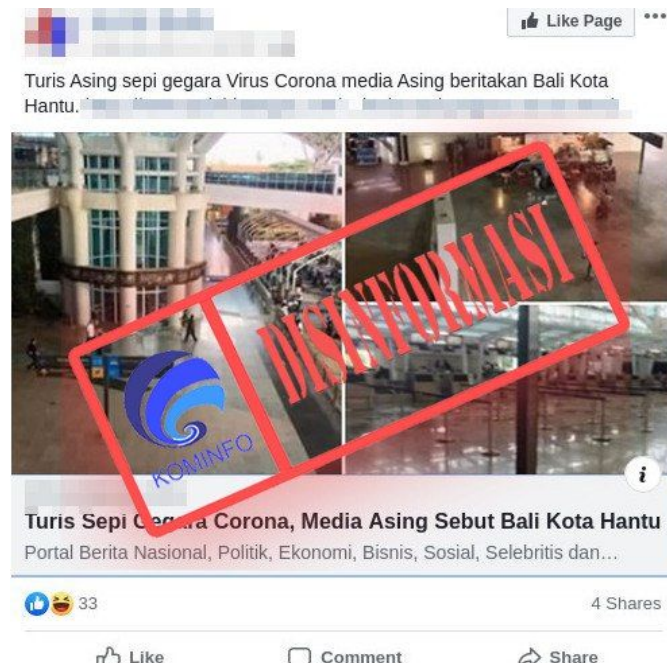 Like Page
Turis Asing sepi gegara Virus Corona media Asing beritakan Bali Kota
Hantu.
DISINFORMASI
KOMINFO
Turis Sepi Gegara Corona, Media Asing Sebut Bali Kota Hantu
Portal Berita Nasional, Politik, Ekonomi, Bisnis, Sosial, Selebritis dan…
33
4 Shares
Like
Comment
Share